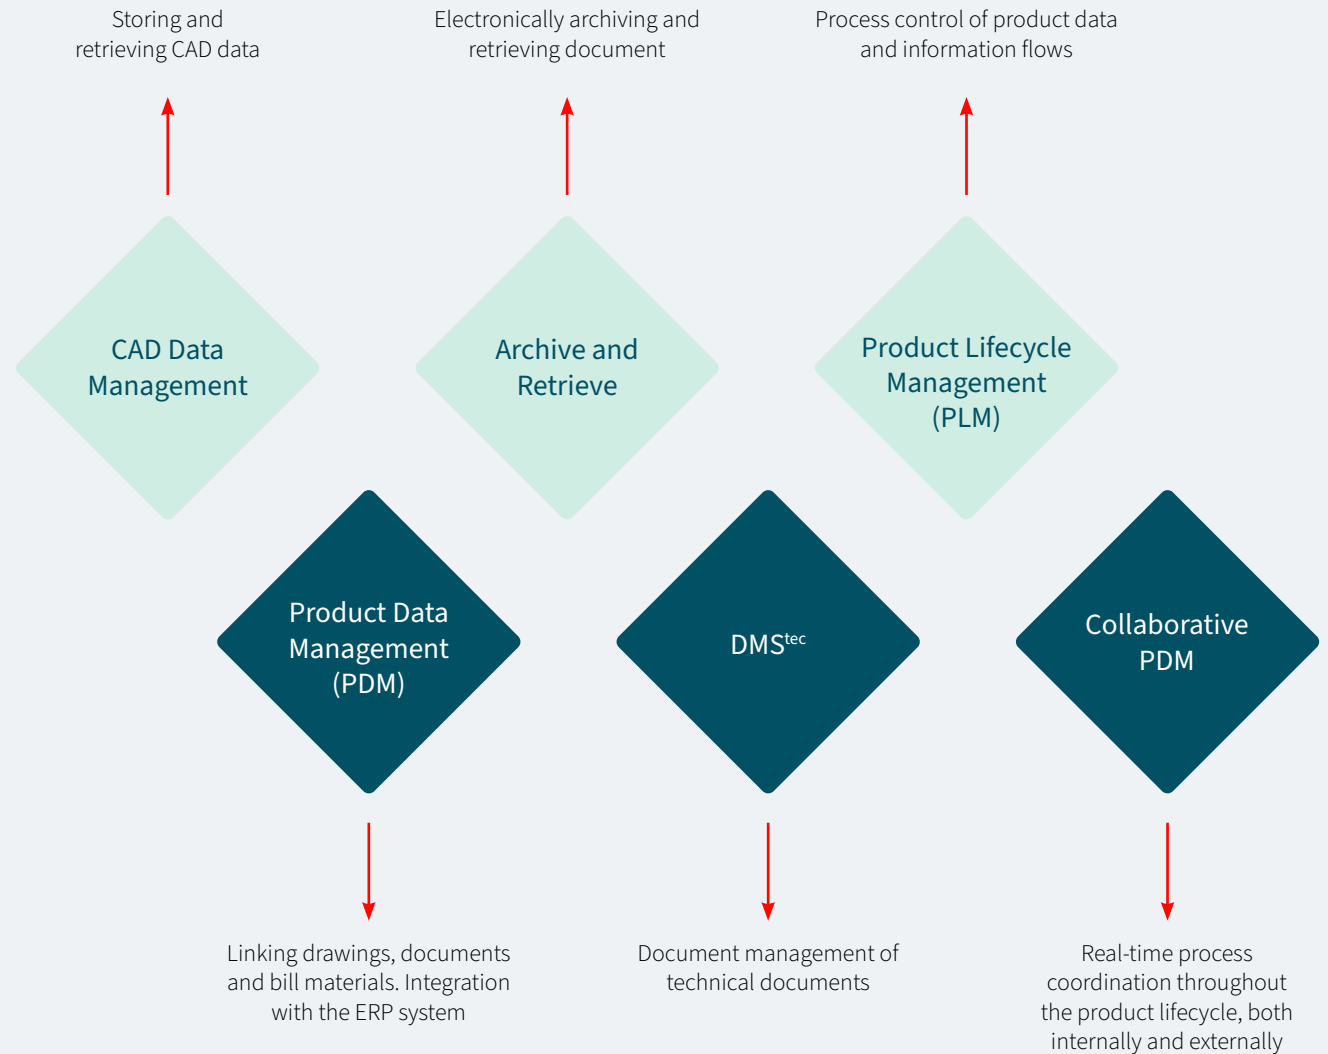 Storing and
retrieving CAD data
Electronically archiving and
retrieving document
Process control of product data
and information flows
CAD Data
Management
Archive and
Retrieve
Product Lifecycle
Management
(PLM)
Product Data
Management
(PDM)
DMStec
Collaborative
PDM
Linking drawings, documents
and bill materials. Integration
with the ERP system
Document management of
technical documents
Real-time process
coordination throughout
the product lifecycle, both
internally and externally